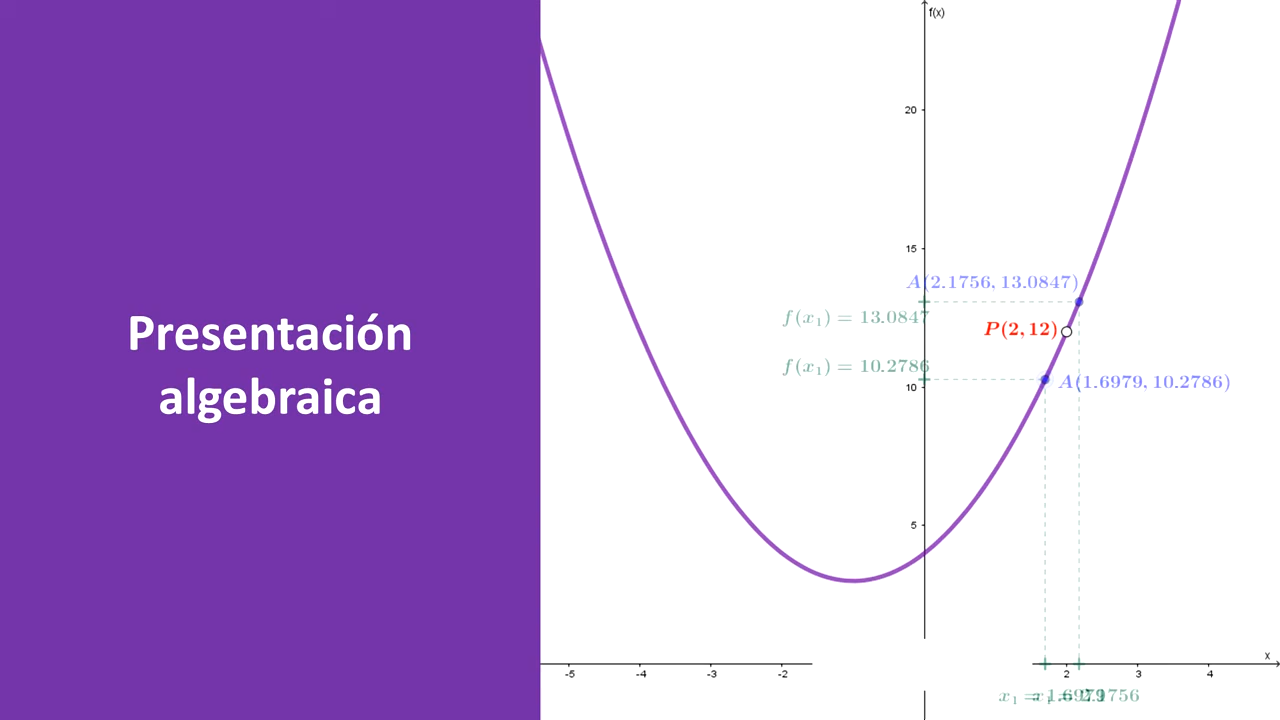 Presentación
algebraica
f(x)
20
15
A(2.1756, 13.0847)
f(x₁) = 13.0847
P(2, 12)
f(x₁) = 10.2786
10
A(1.6979, 10.2786)
5
x
-5
-4
-3
-2
2
3
4